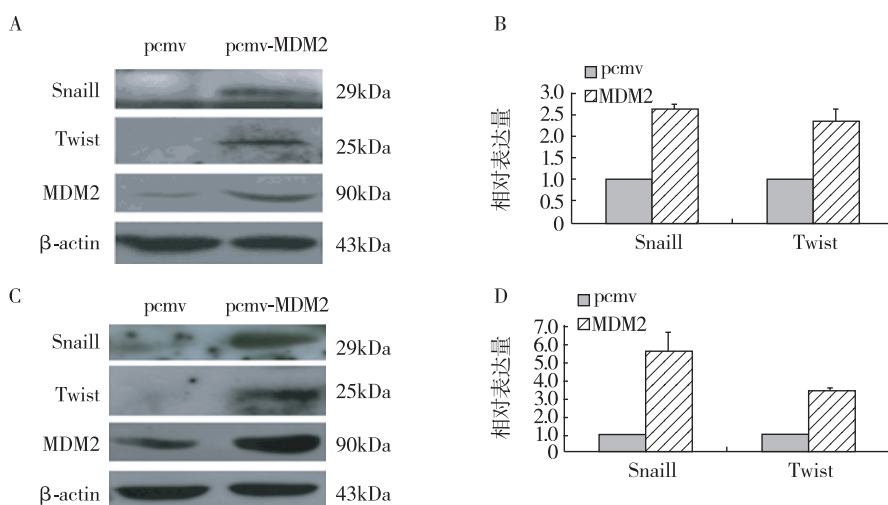 A
pcmv pcmv-MDM2
Snaill 29kDa
Twist 25kDa
MDM2 90kDa
β-actin 43kDa
B
pcmv
MDM2
相对表达量
3.0
2.5
2.0
1.5
1.0
0.5
0
Snaill Twist
C
pcmv pcmv-MDM2
Snaill 29kDa
Twist 25kDa
MDM2 90kDa
β-actin 43kDa
D
pcmv
MDM2
相对表达量
7.0
6.0
5.0
4.0
3.0
2.0
1.0
0
Snaill Twist